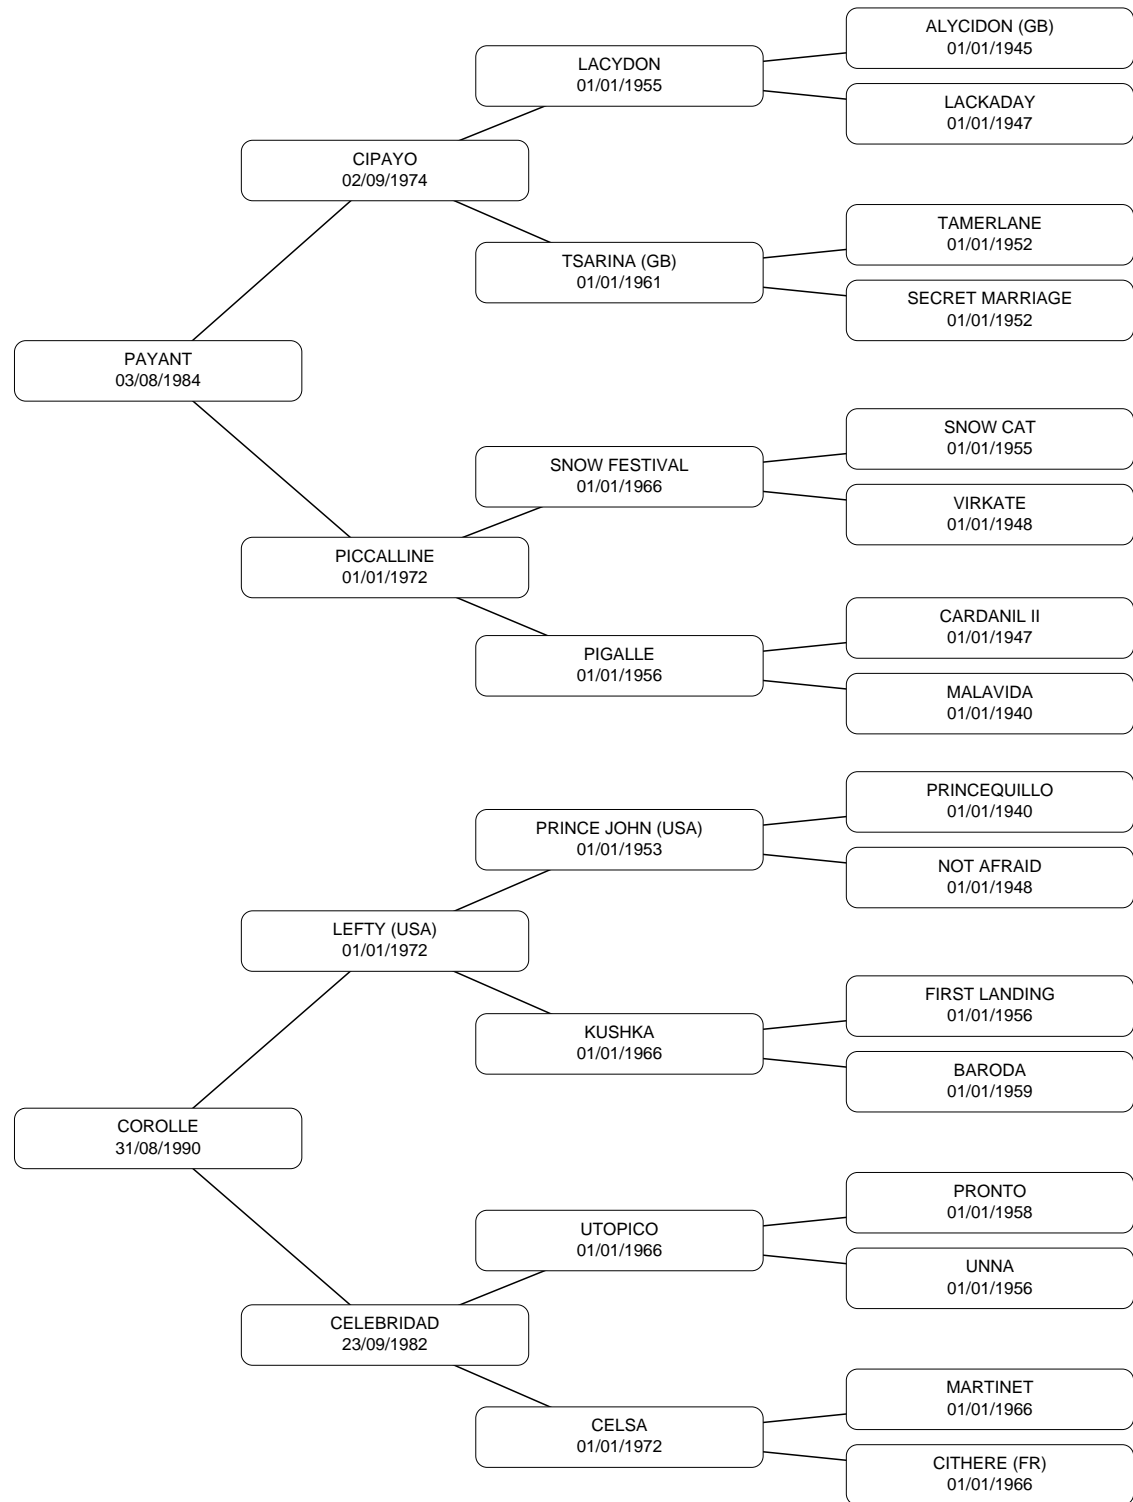 ALYCIDON (GB)
01/01/1945
LACYDON
01/01/1955
LACKADAY
01/01/1947
CIPAYO
02/09/1974
TAMERLANE
01/01/1952
TSARINA (GB)
01/01/1961
SECRET MARRIAGE
01/01/1952
PAYANT
03/08/1984
SNOW CAT
01/01/1955
SNOW FESTIVAL
01/01/1966
VIRKATE
01/01/1948
PICCALLINE
01/01/1972
CARDANIL II
01/01/1947
PIGALLE
01/01/1956
MALAVIDA
01/01/1940
PRINCEQUILLO
01/01/1940
PRINCE JOHN (USA)
01/01/1953
NOT AFRAID
01/01/1948
LEFTY (USA)
01/01/1972
FIRST LANDING
01/01/1956
KUSHKA
01/01/1966
BARODA
01/01/1959
COROLLE
31/08/1990
PRONTO
01/01/1958
UTOPICO
01/01/1966
UNNA
01/01/1956
CELEBRIDAD
23/09/1982
MARTINET
01/01/1966
CELSA
01/01/1972
CITHERE (FR)
01/01/1966